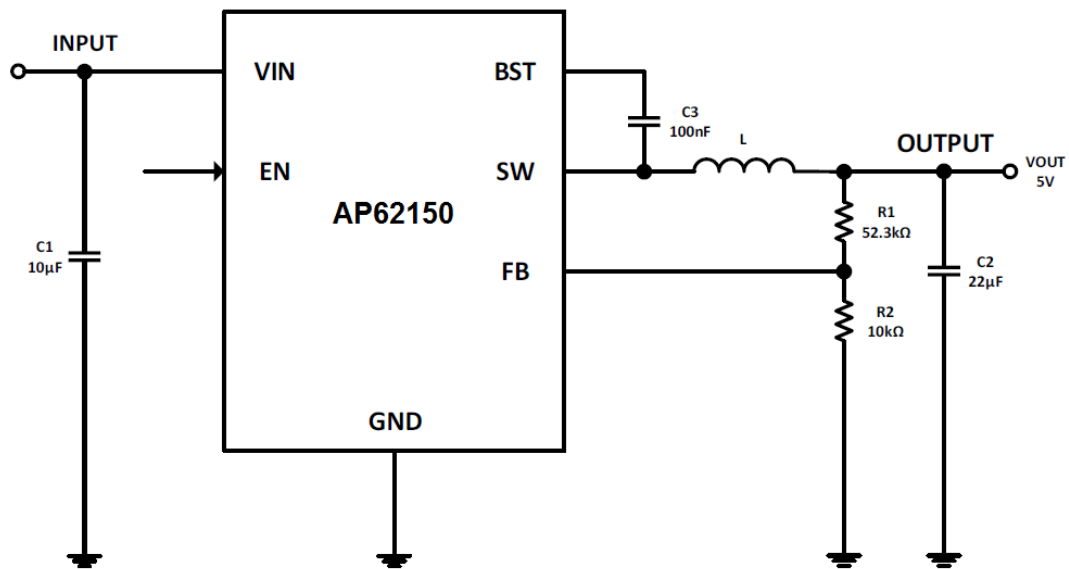 INPUT
VIN
BST
C3
100nF
L
OUTPUT
VOUT
5V
EN
SW
AP62150
R1
52.3kΩ
C1
10µF
FB
C2
22µF
R2
10kΩ
GND